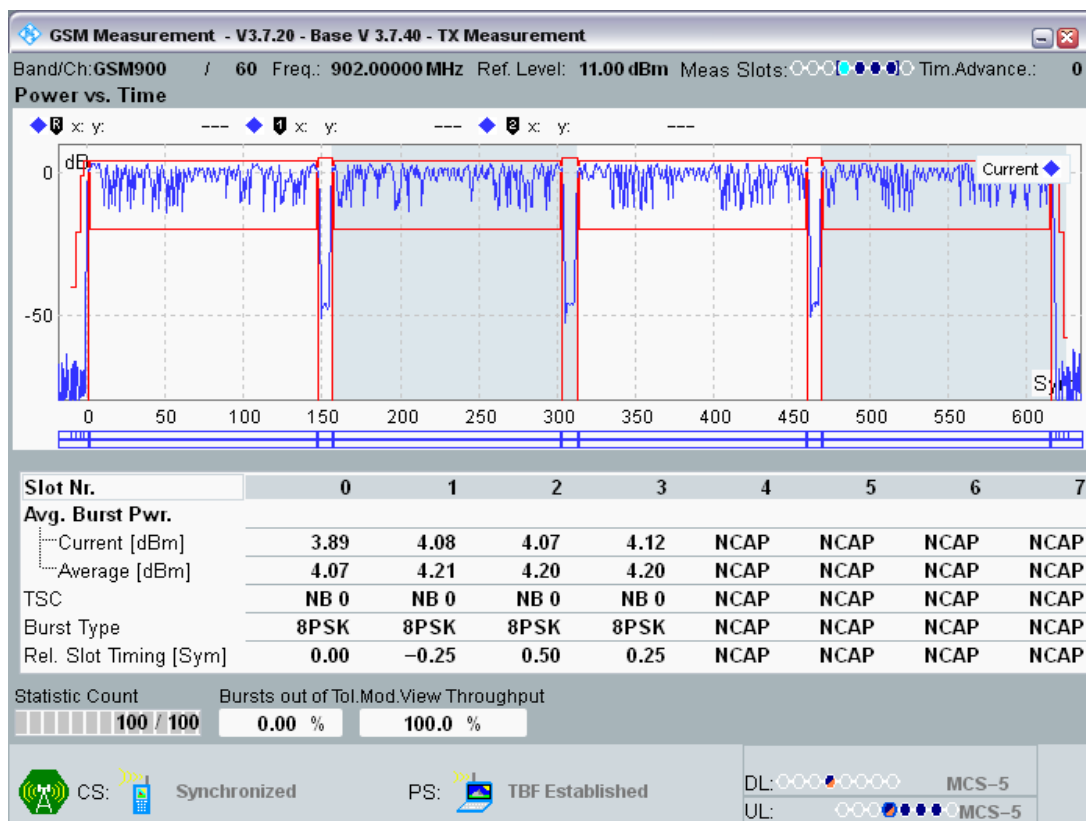 GSM Measurement - V3.7.20 - Base V 3.7.40 - TX Measurement
Band/Ch:GSM900 / 60 Freq.: 902.00000 MHz Ref. Level: 11.00 dBm Meas Slots: Tim.Advance.: 0
Power vs. Time
R x: y: --- 1 x: y: --- 2 x: y: ---
Current
0
-50
0 50 100 150 200 250 300 350 400 450 500 550 600
Slot Nr. 0 1 2 3 4 5 6 7
Avg. Burst Pwr.
Current [dBm] 3.89 4.08 4.07 4.12 NCAP NCAP NCAP NCAP
Average [dBm] 4.07 4.21 4.20 4.20 NCAP NCAP NCAP NCAP
TSC NB 0 NB 0 NB 0 NB 0 NCAP NCAP NCAP NCAP
Burst Type 8PSK 8PSK 8PSK 8PSK NCAP NCAP NCAP NCAP
Rel. Slot Timing [Sym] 0.00 −0.25 0.50 0.25 NCAP NCAP NCAP NCAP
Statistic Count Bursts out of Tol.Mod.View Throughput
100 / 100 0.00 % 100.0 %
CS: Synchronized PS: TBF Established
DL: MCS−5
UL: MCS−5